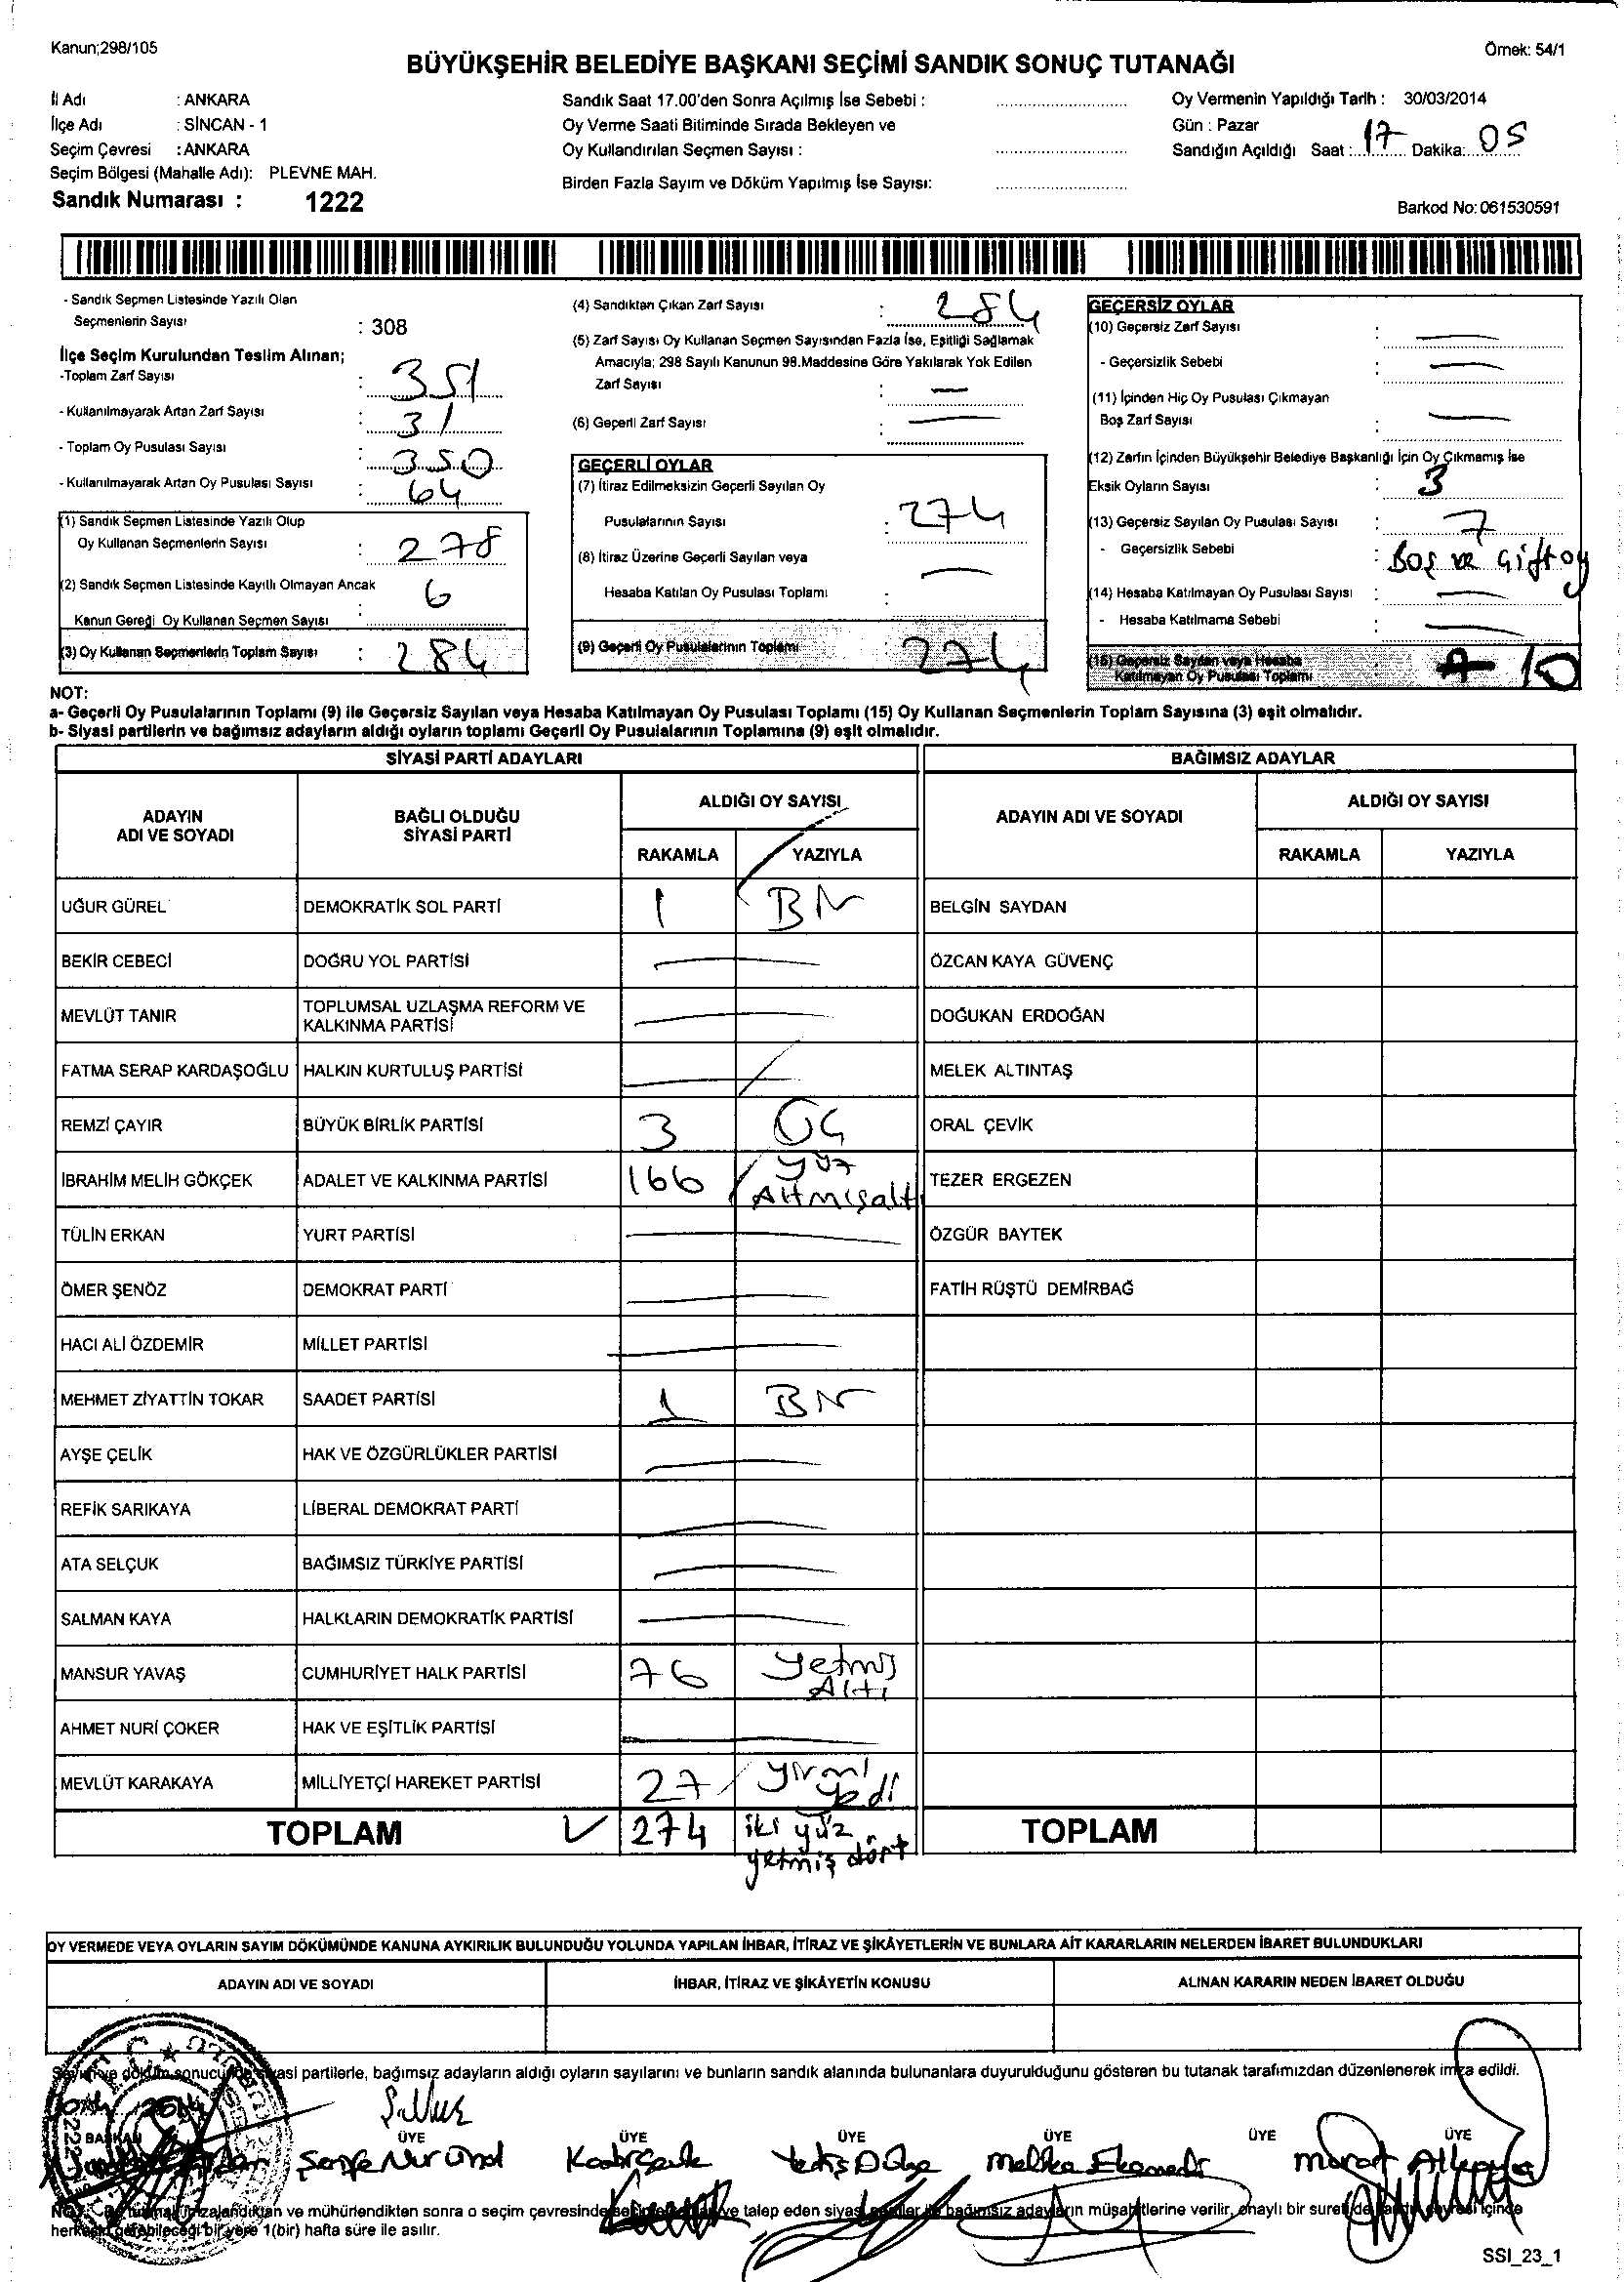 Kanun;298/105
Örnek: 54/1
BÜYÜKŞEHİR BELEDİYE BAŞKANI SEÇİMİ SANDIK SONUÇ TUTANAĞI
İl Adı : ANKARA
İlçe Adı : SİNCAN - 1
Seçim Çevresi : ANKARA
Seçim Bölgesi (Mahalle Adı): PLEVNE MAH.
Sandık Numarası : 1222
Sandık Saat 17.00'den Sonra Açılmış İse Sebebi :
Oy Verme Saati Bitiminde Sırada Bekleyen ve
Oy Kullandırılan Seçmen Sayısı :
Birden Fazla Sayım ve Döküm Yapılmış İse Sayısı:
Oy Vermenin Yapıldığı Tarih : 30/03/2014
Gün : Pazar
Sandığın Açıldığı Saat : 17 Dakika: 05
Barkod No: 061530591
- Sandık Seçmen Listesinde Yazılı Olan
Seçmenlerin Sayısı : 308
İlçe Seçim Kurulundan Teslim Alınan;
-Toplam Zarf Sayısı : 351
- Kullanılmayarak Artan Zarf Sayısı : 31
- Toplam Oy Pusulası Sayısı : 350
- Kullanılmayarak Artan Oy Pusulası Sayısı : 64
(1) Sandık Seçmen Listesinde Yazılı Olup
Oy Kullanan Seçmenlerin Sayısı : 278
(2) Sandık Seçmen Listesinde Kayıtlı Olmayan Ancak
Kanun Gereği Oy Kullanan Seçmen Sayısı : 6
(3) Oy Kullanan Seçmenlerin Toplam Sayısı : 284
(4) Sandıktan Çıkan Zarf Sayısı : 284
(5) Zarf Sayısı Oy Kullanan Seçmen Sayısından Fazla İse, Eşitliği Sağlamak
Amacıyla; 298 Sayılı Kanunun 98.Maddesine Göre Yakılarak Yok Edilen
Zarf Sayısı : —
(6) Geçerli Zarf Sayısı : —
GEÇERLİ OYLAR
(7) İtiraz Edilmeksizin Geçerli Sayılan Oy
Pusulalarının Sayısı : 274
(8) İtiraz Üzerine Geçerli Sayılan veya
Hesaba Katılan Oy Pusulası Toplamı : —
(9) Geçerli Oy Pusulalarının Toplamı 274
GEÇERSİZ OYLAR
(10) Geçersiz Zarf Sayısı : —
- Geçersizlik Sebebi : —
(11) İçinden Hiç Oy Pusulası Çıkmayan
Boş Zarf Sayısı : —
(12) Zarfın İçinden Büyükşehir Belediye Başkanlığı İçin Oy Çıkmamış İse
Eksik Oyların Sayısı : 3
(13) Geçersiz Sayılan Oy Pusulası Sayısı : 7
- Geçersizlik Sebebi : Boş ve Çift oy
(14) Hesaba Katılmayan Oy Pusulası Sayısı : —
- Hesaba Katılmama Sebebi : —
(15) Geçersiz Sayılan veya Hesaba
Katılmayan Oy Pusulası Toplamı : 10
NOT:
a- Geçerli Oy Pusulalarının Toplamı (9) ile Geçersiz Sayılan veya Hesaba Katılmayan Oy Pusulası Toplamı (15) Oy Kullanan Seçmenlerin Toplam Sayısına (3) eşit olmalıdır.
b- Siyasi partilerin ve bağımsız adayların aldığı oyların toplamı Geçerli Oy Pusulalarının Toplamına (9) eşit olmalıdır.
SİYASİ PARTİ ADAYLARI BAĞIMSIZ ADAYLAR
ADAYIN ADI VE SOYADI BAĞLI OLDUĞU SİYASİ PARTİ ALDIĞI OY SAYISI ADAYIN ADI VE SOYADI ALDIĞI OY SAYISI
RAKAMLA YAZIYLA RAKAMLA YAZIYLA
UĞUR GÜREL DEMOKRATİK SOL PARTİ 1 Bir BELGİN SAYDAN
BEKİR CEBECİ DOĞRU YOL PARTİSİ — ÖZCAN KAYA GÜVENÇ
MEVLÜT TANIR TOPLUMSAL UZLAŞMA REFORM VE KALKINMA PARTİSİ — DOĞUKAN ERDOĞAN
FATMA SERAP KARDAŞOĞLU HALKIN KURTULUŞ PARTİSİ — MELEK ALTINTAŞ
REMZİ ÇAYIR BÜYÜK BİRLİK PARTİSİ 3 ÜÇ ORAL ÇEVİK
İBRAHİM MELİH GÖKÇEK ADALET VE KALKINMA PARTİSİ 166 yüz Altmışaltı TEZER ERGEZEN
TÜLİN ERKAN YURT PARTİSİ — ÖZGÜR BAYTEK
ÖMER ŞENÖZ DEMOKRAT PARTİ — FATİH RÜŞTÜ DEMİRBAĞ
HACI ALİ ÖZDEMİR MİLLET PARTİSİ —
MEHMET ZİYATTİN TOKAR SAADET PARTİSİ 1 Bir
AYŞE ÇELİK HAK VE ÖZGÜRLÜKLER PARTİSİ —
REFİK SARIKAYA LİBERAL DEMOKRAT PARTİ —
ATA SELÇUK BAĞIMSIZ TÜRKİYE PARTİSİ —
SALMAN KAYA HALKLARIN DEMOKRATİK PARTİSİ —
MANSUR YAVAŞ CUMHURİYET HALK PARTİSİ 76 yetmiş Altı
AHMET NURİ ÇOKER HAK VE EŞİTLİK PARTİSİ —
MEVLÜT KARAKAYA MİLLİYETÇİ HAREKET PARTİSİ 27 yirmi yedi
TOPLAM 274 iki yüz yetmiş dört TOPLAM
OY VERMEDE VEYA OYLARIN SAYIM DÖKÜMÜNDE KANUNA AYKIRILIK BULUNDUĞU YOLUNDA YAPILAN İHBAR, İTİRAZ VE ŞİKÂYETLERİN VE BUNLARA AİT KARARLARIN NELERDEN İBARET BULUNDUKLARI
ADAYIN ADI VE SOYADI İHBAR, İTİRAZ VE ŞİKÂYETİN KONUSU ALINAN KARARIN NEDEN İBARET OLDUĞU
Sayım ve döküm sonucunda siyasi partilerle, bağımsız adayların aldığı oyların sayılarını ve bunların sandık alanında bulunanlara duyurulduğunu gösteren bu tutanak tarafımızdan düzenlenerek imza edildi.
BAŞKAN ÜYE ÜYE ÜYE ÜYE ÜYE ÜYE
ve mühürlendikten sonra o seçim çevresinde ve talep eden siyasi partiler ile bağımsız adayların müşahitlerine verilir, onaylı bir sureti de içinde
herkesin görebileceği bir yere 1(bir) hafta süre ile asılır.
SSI_23_1